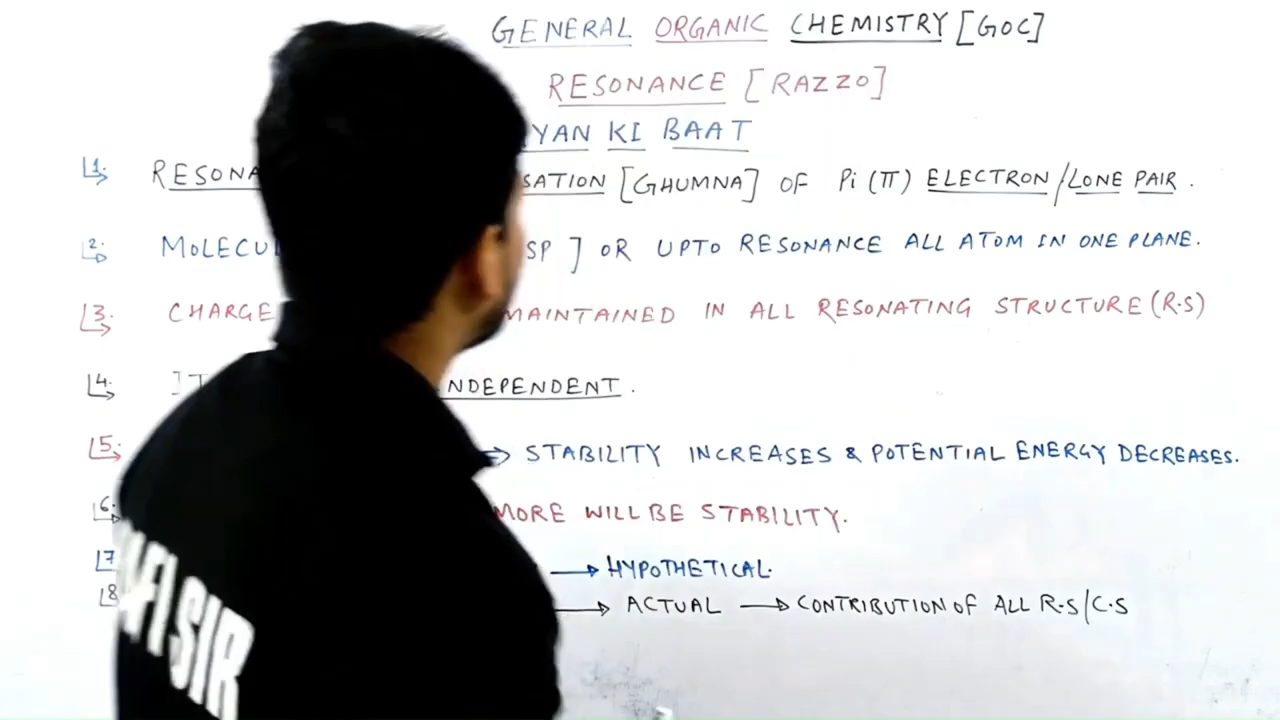 GENERAL ORGANIC CHEMISTRY [GOC]
RESONANCE [RAZZO]
YAN KI BAAT
1. RESONA SATION [GHUMNA] OF Pi (π) ELECTRON/LONE PAIR.
2. MOLECU SP ] OR UPTO RESONANCE ALL ATOM IN ONE PLANE.
3. CHARGE MAINTAINED IN ALL RESONATING STRUCTURE (R.S)
4. IT NDEPENDENT.
5. → STABILITY INCREASES & POTENTIAL ENERGY DECREASES.
6. MORE WILL BE STABILITY.
7 → HYPOTHETICAL.
8 → ACTUAL → CONTRIBUTION OF ALL R.S/C.S
SIR